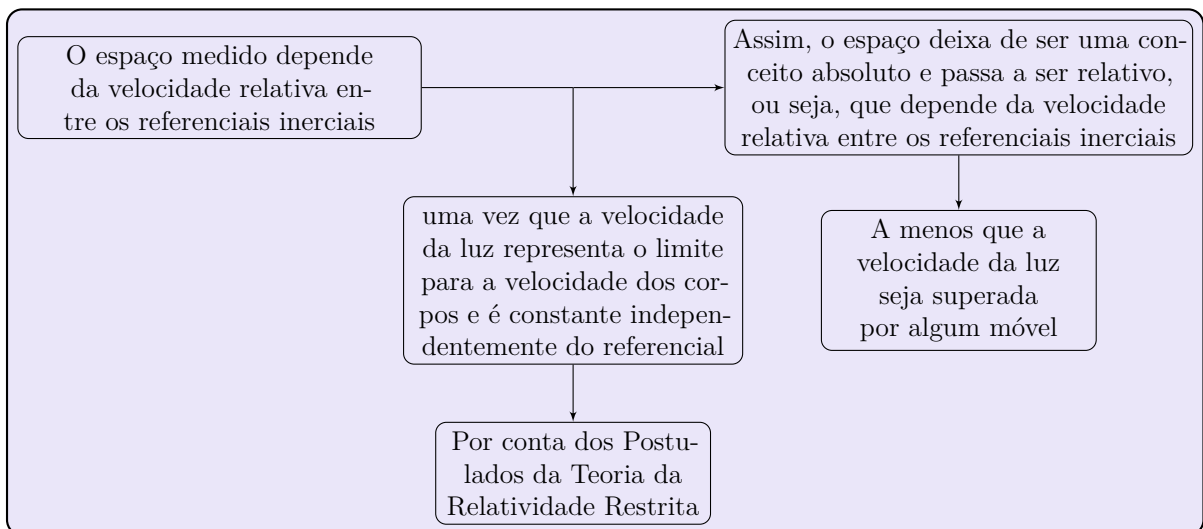 O espaço medido depende
da velocidade relativa en-
tre os referenciais inerciais
Assim, o espaço deixa de ser uma con-
ceito absoluto e passa a ser relativo,
ou seja, que depende da velocidade
relativa entre os referenciais inerciais
uma vez que a velocidade
da luz representa o limite
para a velocidade dos cor-
pos e é constante indepen-
dentemente do referencial
A menos que a
velocidade da luz
seja superada
por algum móvel
Por conta dos Postu-
lados da Teoria da
Relatividade Restrita